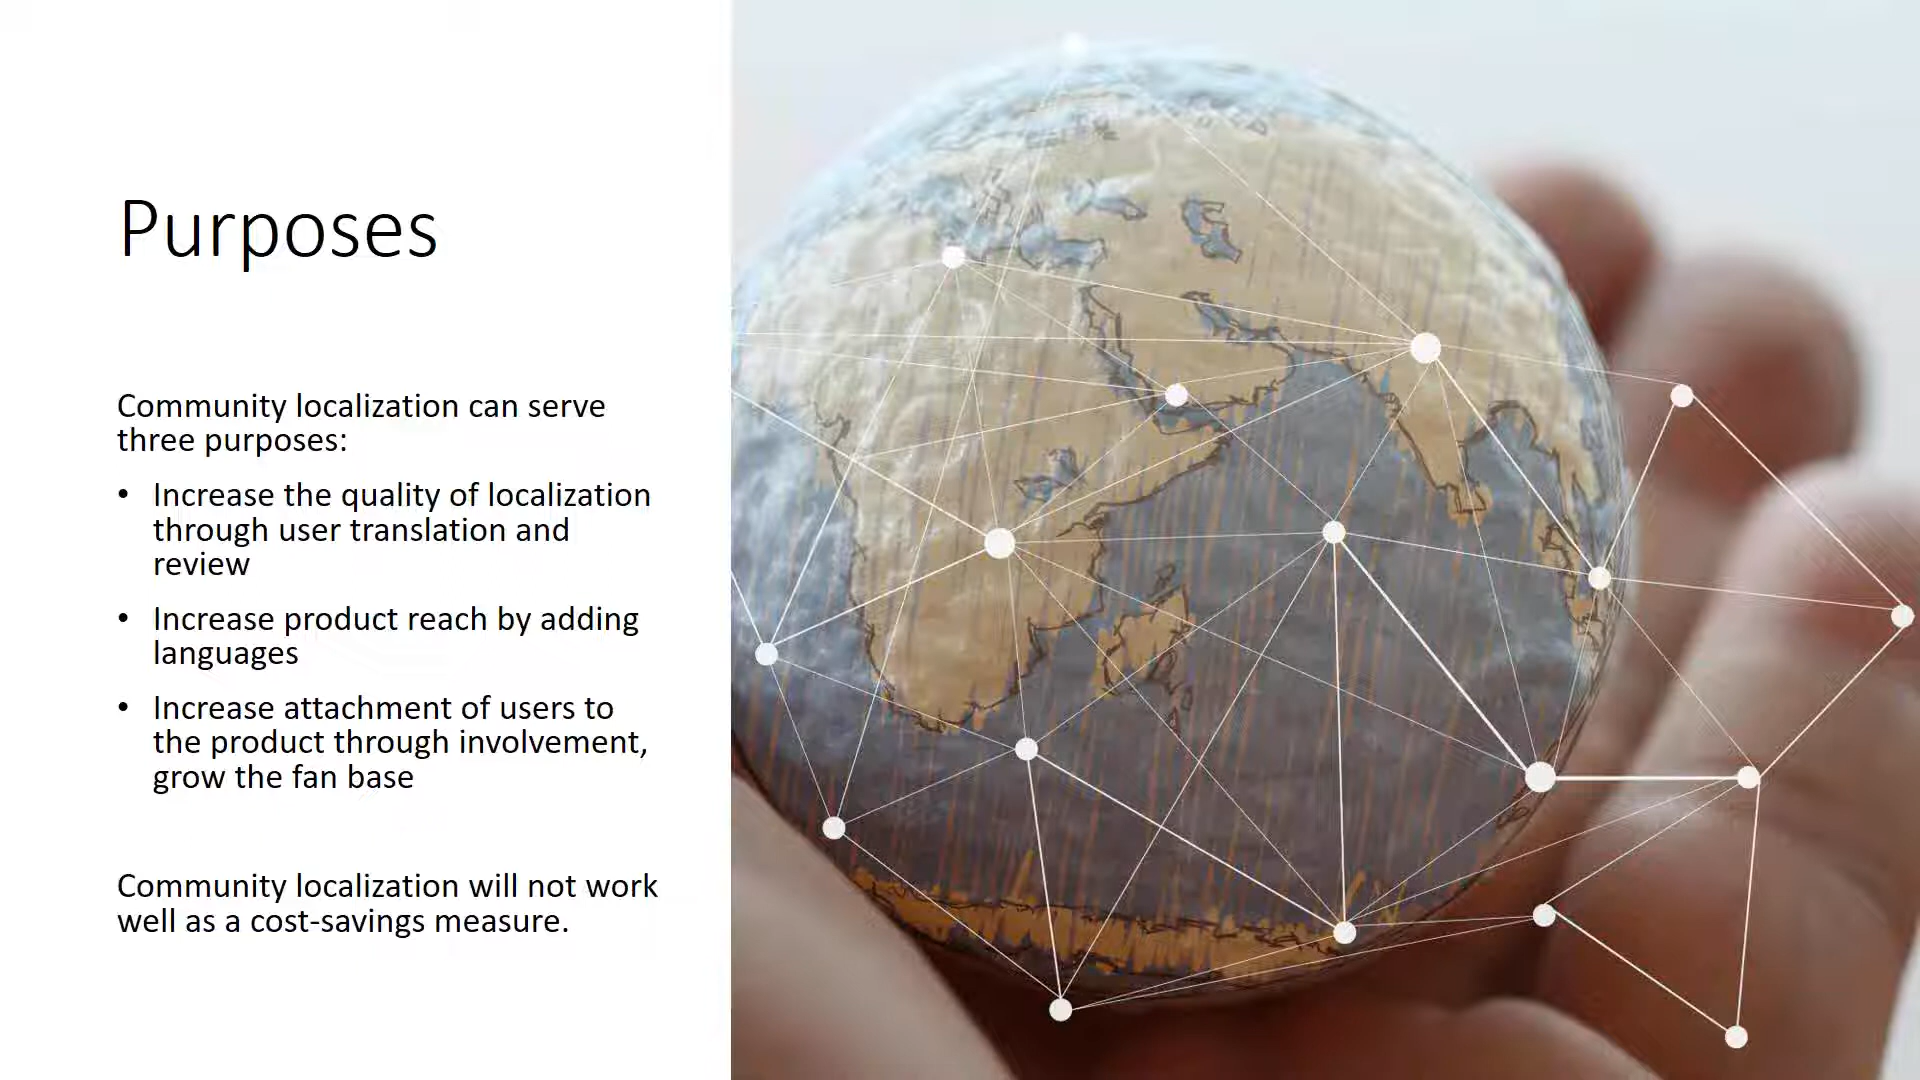 Purposes
Community localization can serve
three purposes:
• Increase the quality of localization
through user translation and
review
• Increase product reach by adding
languages
• Increase attachment of users to
the product through involvement,
grow the fan base
Community localization will not work
well as a cost-savings measure.